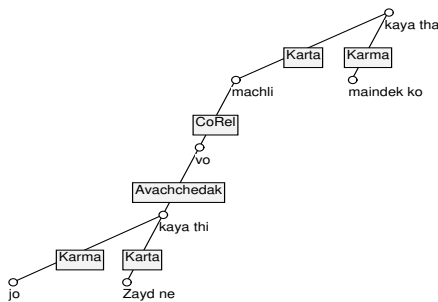 kaya tha
Karta
Karma
machli
maindek ko
CoRel
vo
Avachchedak
kaya thi
Karma
Karta
jo
Zayd ne